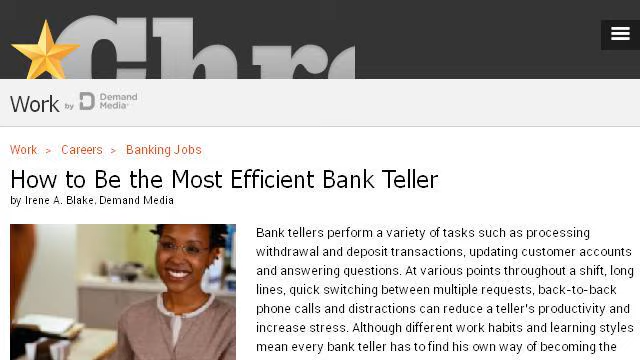 Chr
Work by Demand Media
Work > Careers > Banking Jobs
How to Be the Most Efficient Bank Teller
by Irene A. Blake, Demand Media
Bank tellers perform a variety of tasks such as processing
withdrawal and deposit transactions, updating customer accounts
and answering questions. At various points throughout a shift, long
lines, quick switching between multiple requests, back-to-back
phone calls and distractions can reduce a teller's productivity and
increase stress. Although different work habits and learning styles
mean every bank teller has to find his own way of becoming the